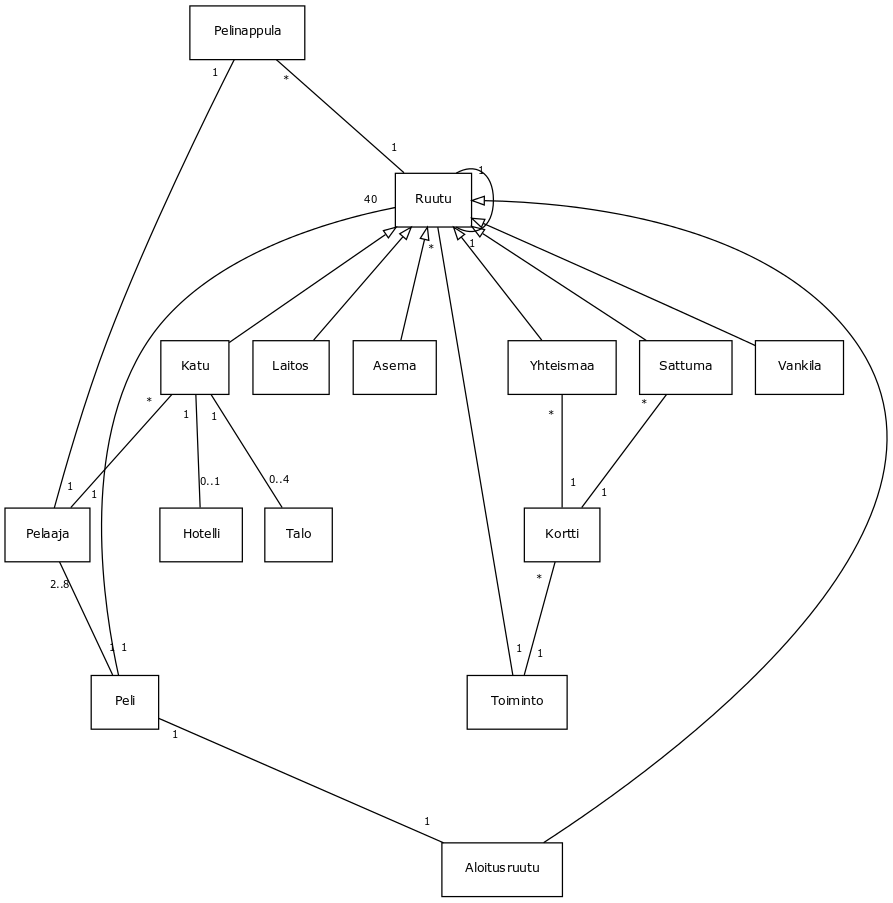 Pelinappula
1
*
1
1
40
Ruutu
*
1
Katu
Laitos
Asema
Yhteismaa
Sattuma
Vankila
*
1
1
*
*
0..1
0..4
1
1
1
1
Pelaaja
Hotelli
Talo
Kortti
2..8
*
1
1
1
1
Peli
Toiminto
1
1
Aloitusruutu